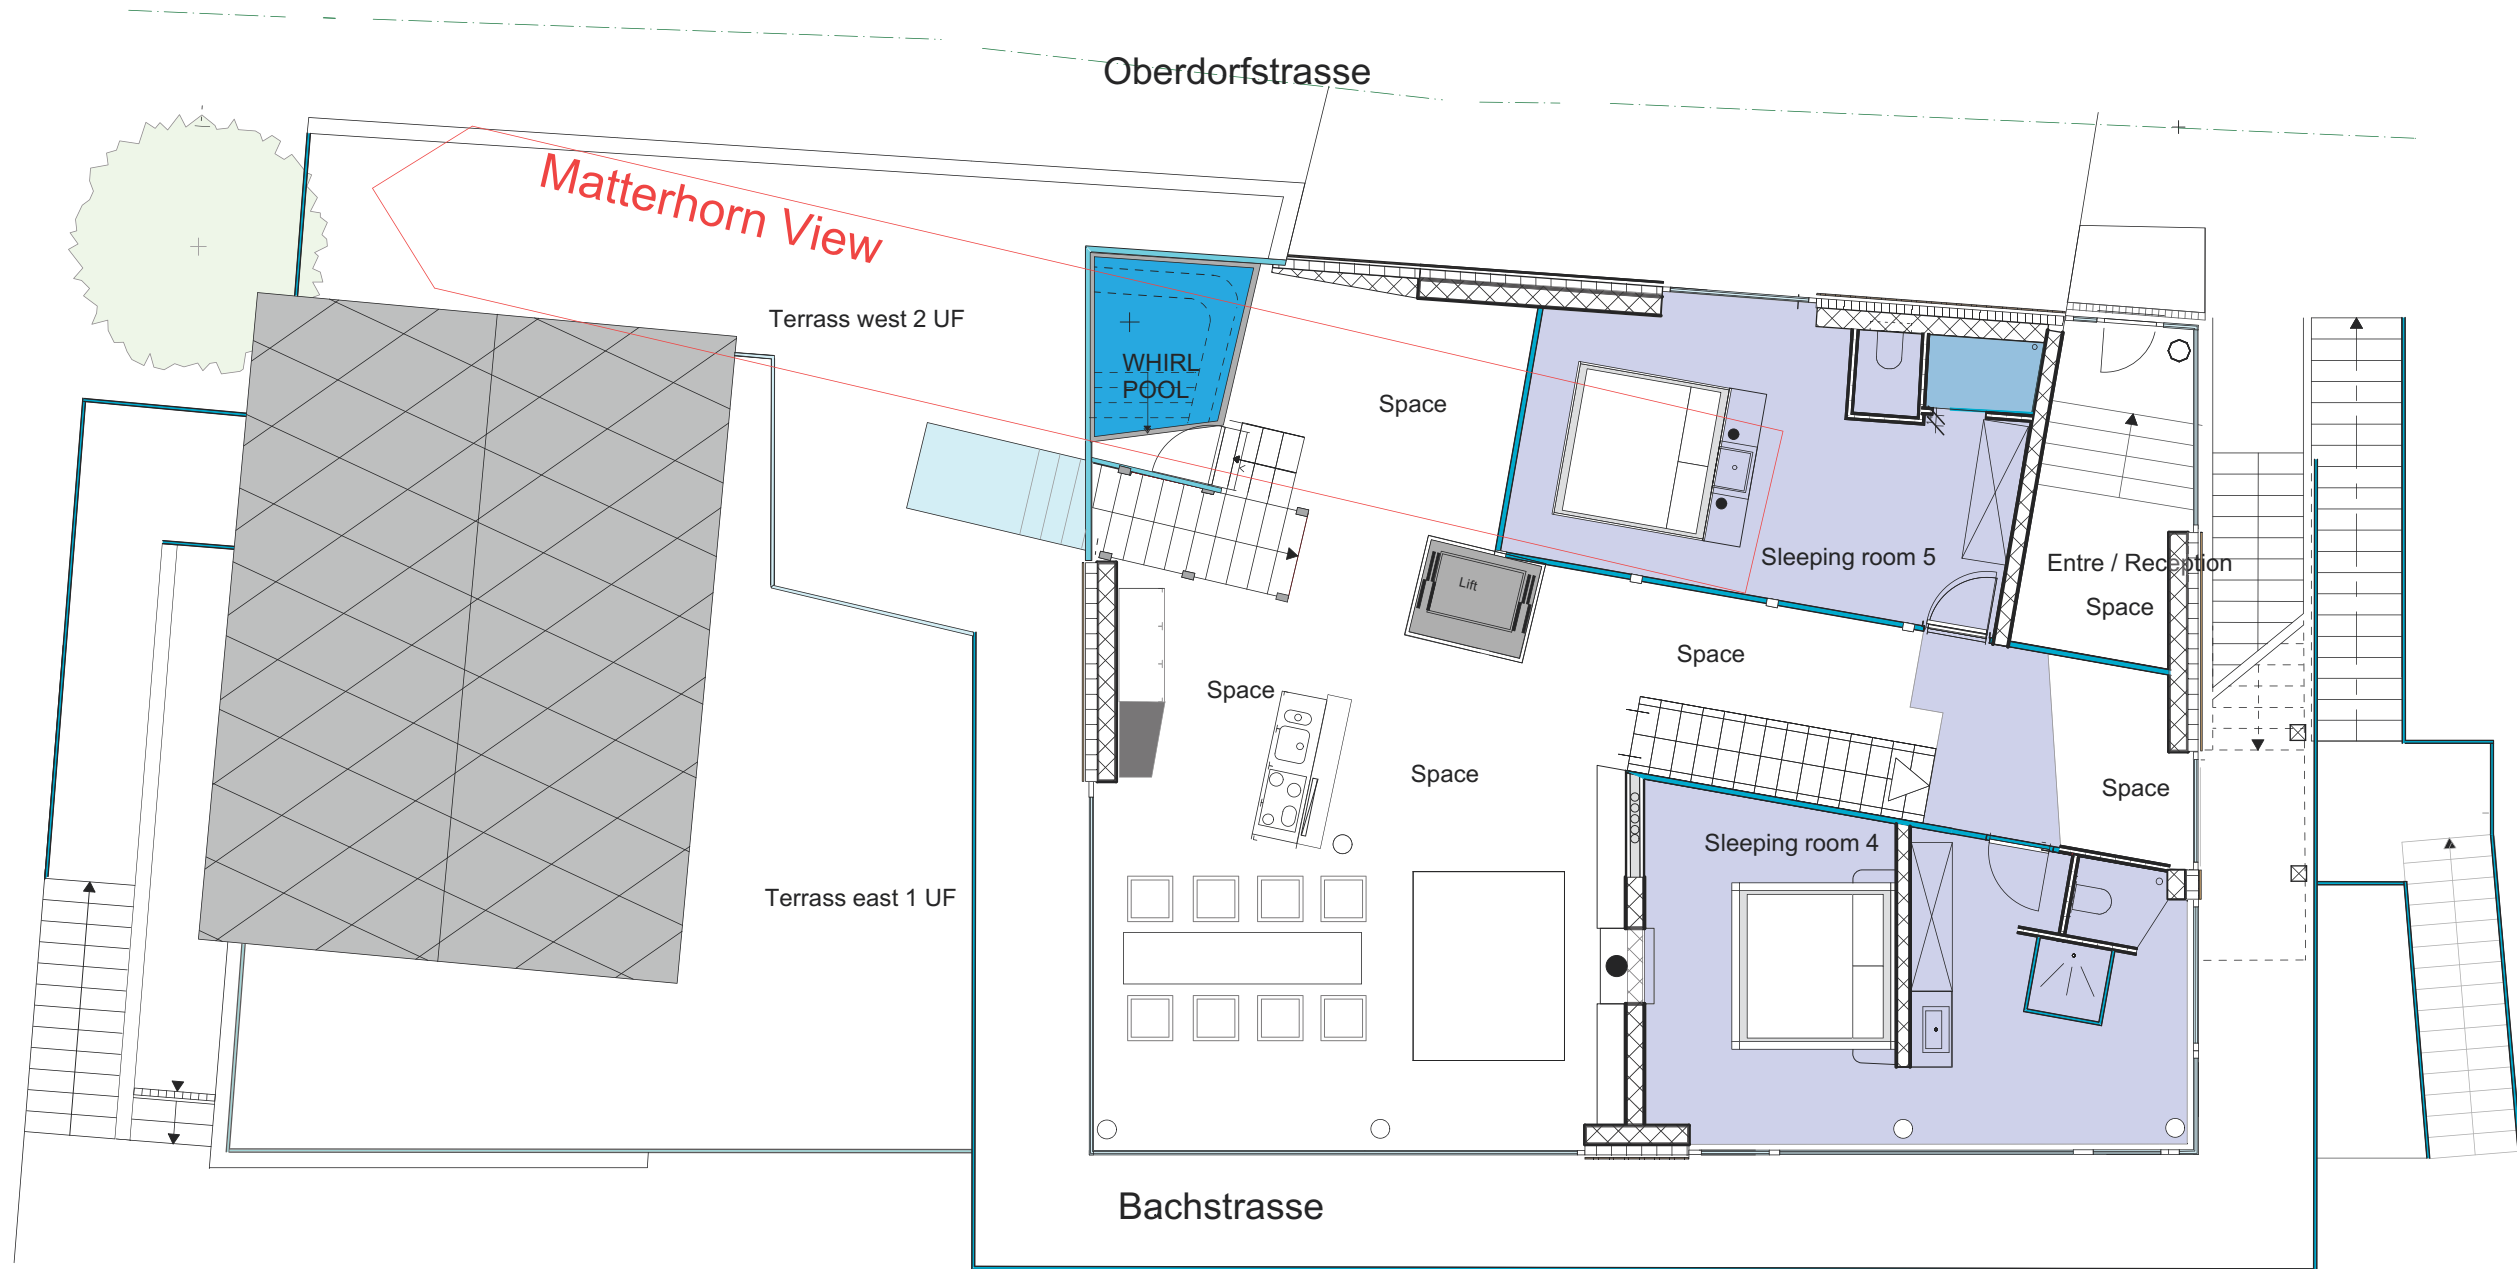 Oberdorfstrasse
Matterhorn View
Terrass west 2 UF
WHIRL
POOL
Space
Sleeping room 5
Entre / Reception
Space
Lift
Space
Space
Space
Space
Sleeping room 4
Terrass east 1 UF
Bachstrasse